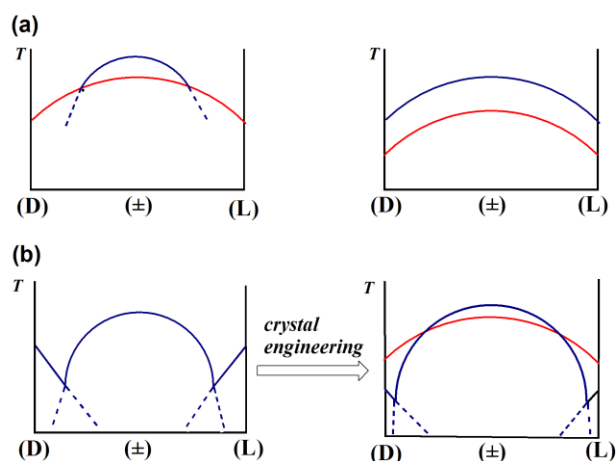 (a)
T T
(D) (±) (L) (D) (±) (L)
(b)
T T
crystal
engineering
(D) (±) (L) (D) (±) (L)